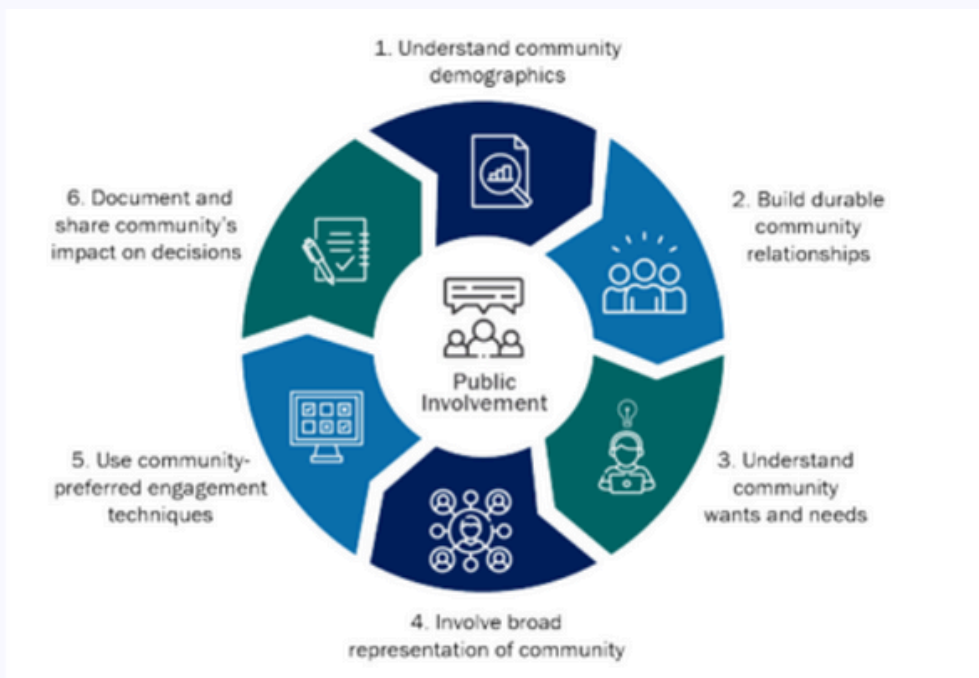 1. Understand community
demographics
2. Build durable
community
relationships
3. Understand
community
wants and needs
4. Involve broad
representation of community
5. Use community-
preferred engagement
techniques
6. Document and
share community's
impact on decisions
Public
Involvement